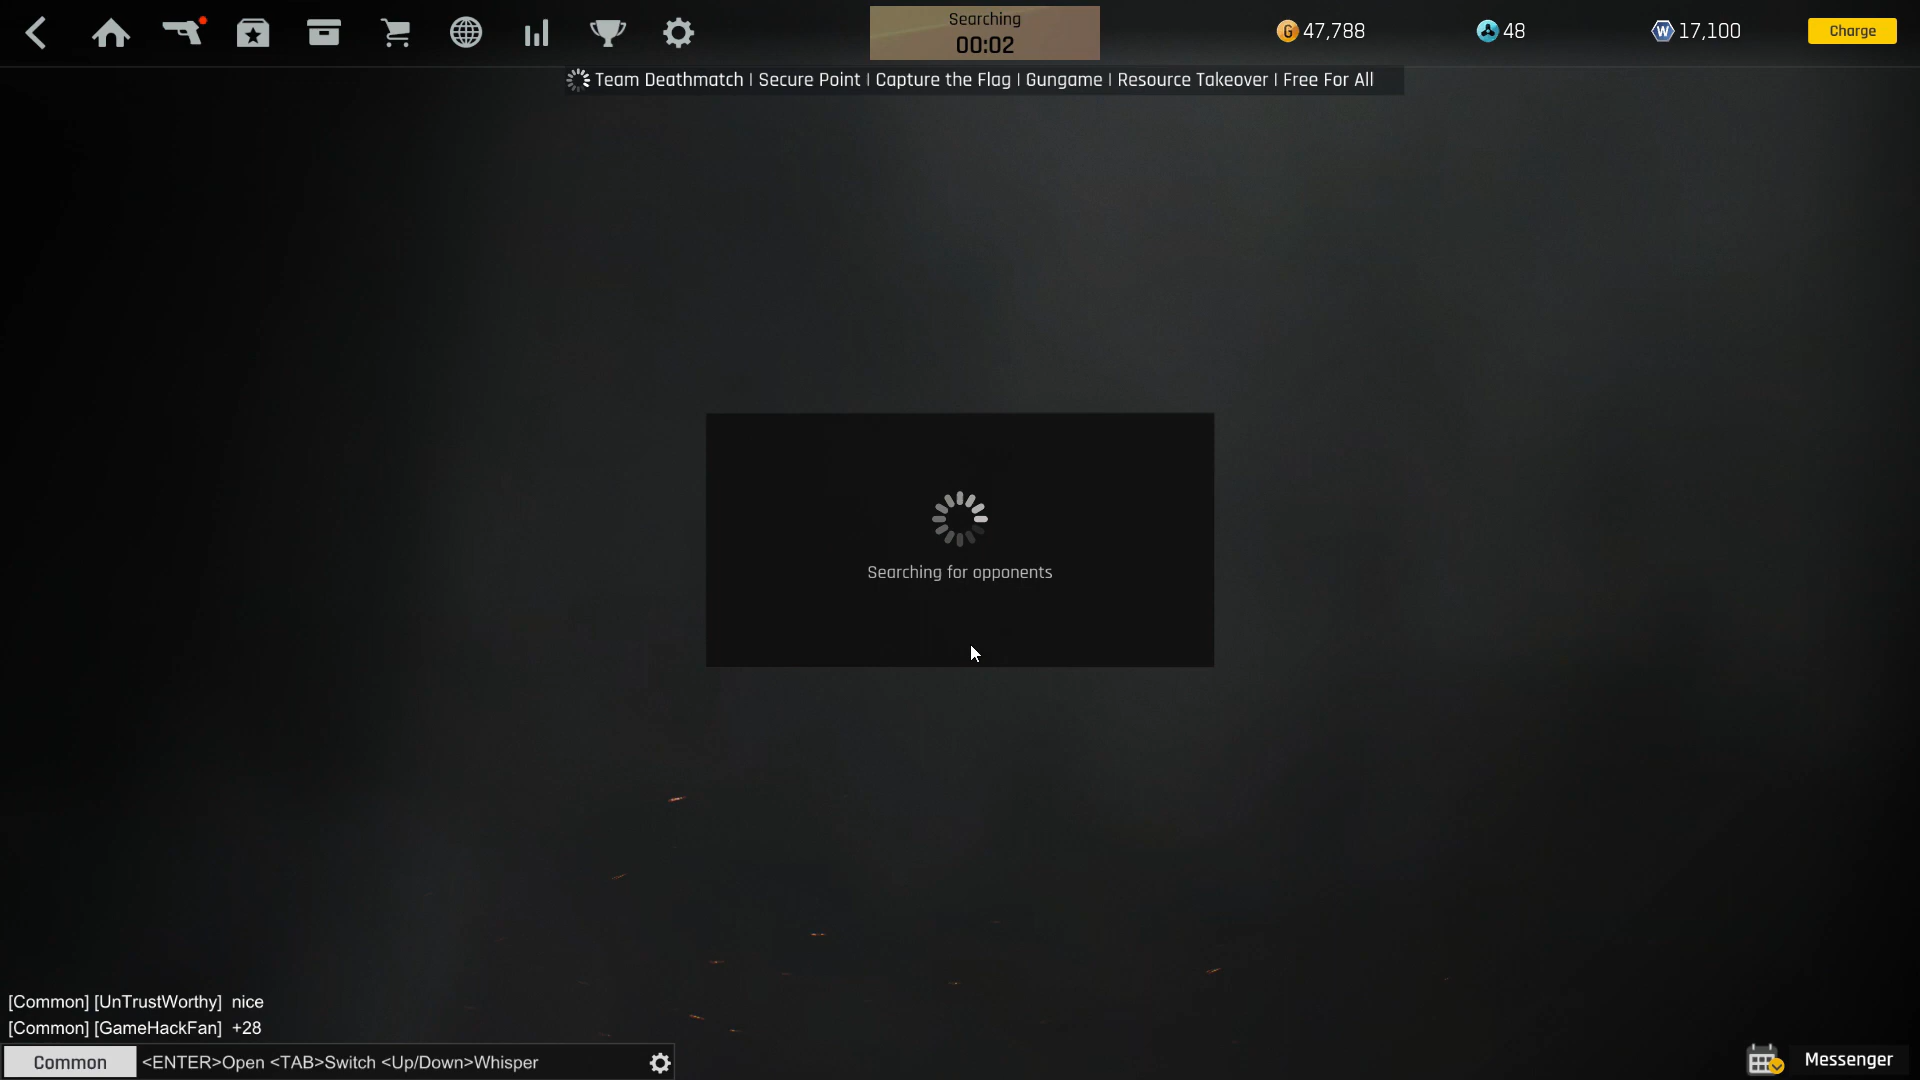 Searching
00:02
G 47,788
48
W 17,100
Charge
Team Deathmatch | Secure Point | Capture the Flag | Gungame | Resource Takeover | Free For All
Searching for opponents
[Common] [UnTrustWorthy] nice
[Common] [GameHackFan] +28
Common <ENTER>Open <TAB>Switch <Up/Down>Whisper
Messenger